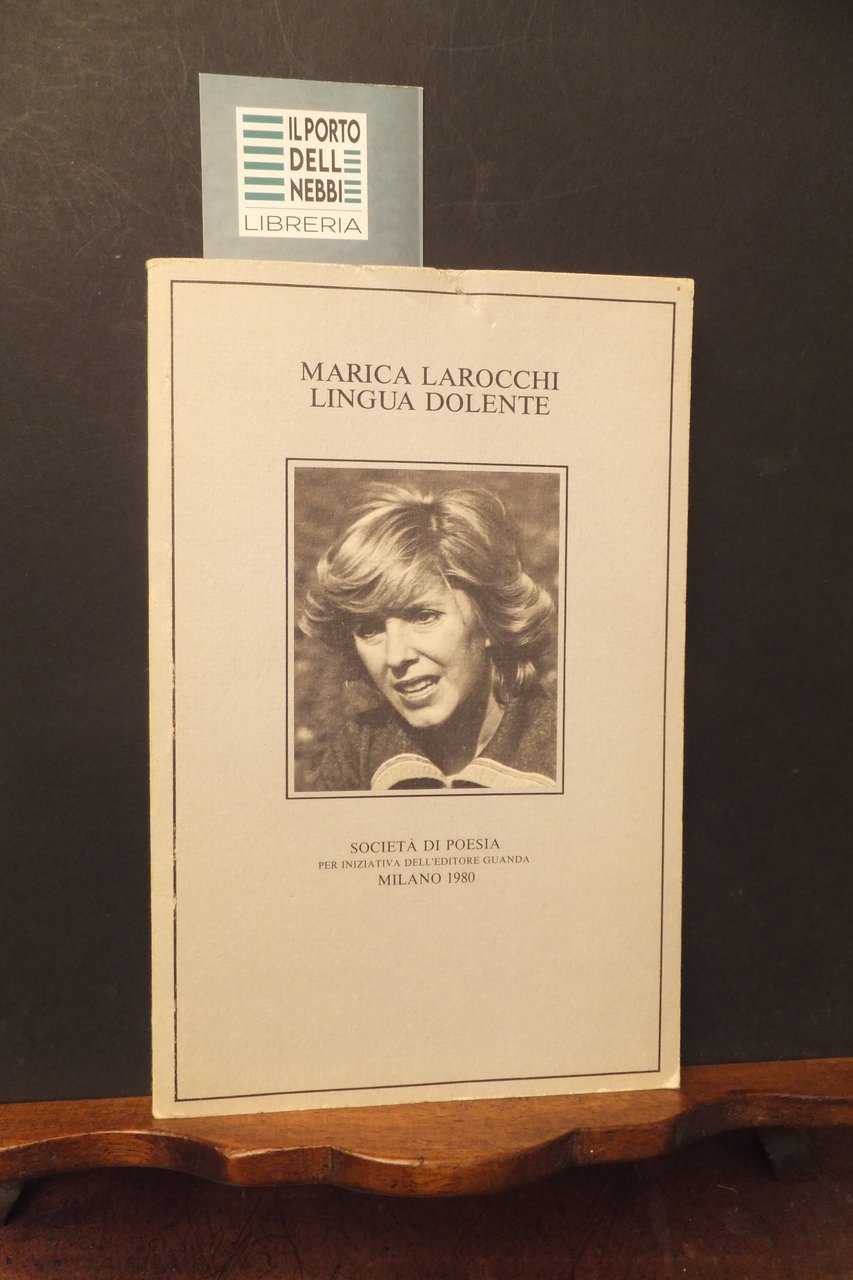 IL PORTO
DELL
NEBBI
LIBRERIA
MARICA LAROCCHI
LINGUA DOLENTE
SOCIETÀ DI POESIA
PER INIZIATIVA DELL'EDITORE GUANDA
MILANO 1980